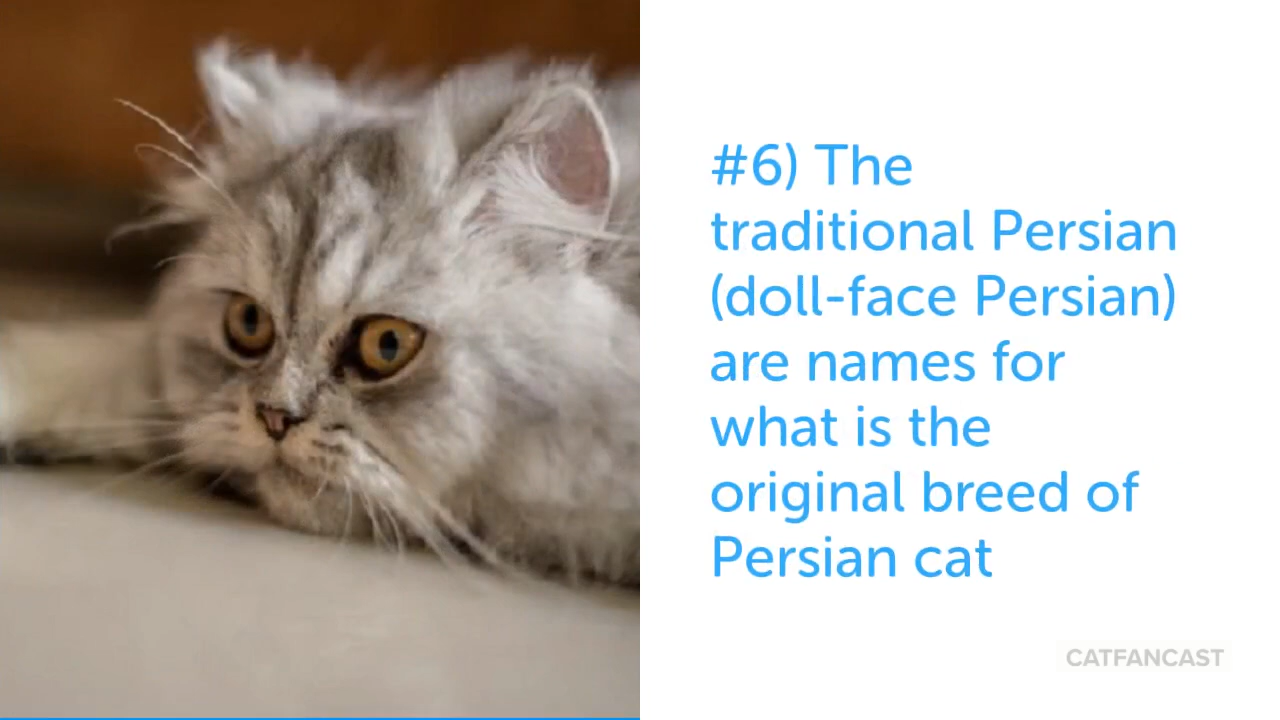 #6) The
traditional Persian
(doll-face Persian)
are names for
what is the
original breed of
Persian cat
CATFANCAST